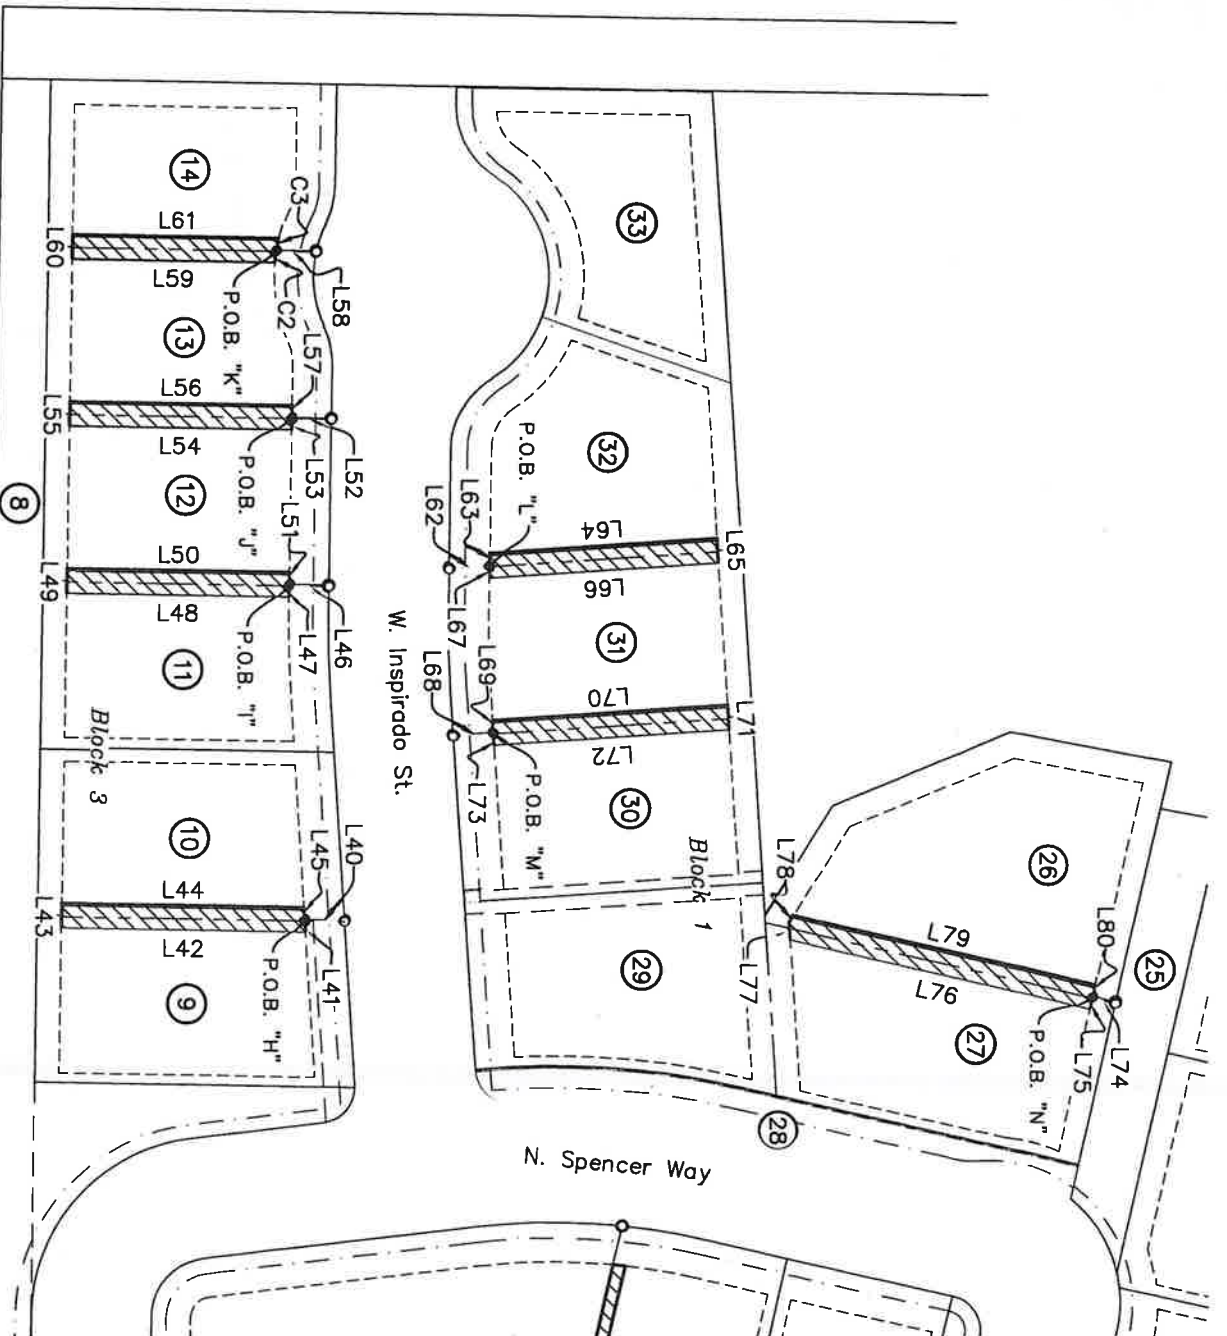 14
C3
L61
L60
L59
P.O.B. "K"
C2
L58
13
L57
L56
L55
L54
P.O.B. "J"
L53
L52
12
8
L51
L50
L49
L48
P.O.B. "I"
L47
L46
11
Block 3
10
L45
L40
L44
L43
L42
P.O.B. "H"
L41
9
W. Inspirado St.
33
32
P.O.B. "L"
L63
L62
L64
L65
L66
L67
31
L69
L68
L70
L71
L72
L73
P.O.B. "M"
30
Block 1
29
L78
L77
26
L79
L80
25
L76
27
P.O.B. "N"
L75
L74
28
N. Spencer Way